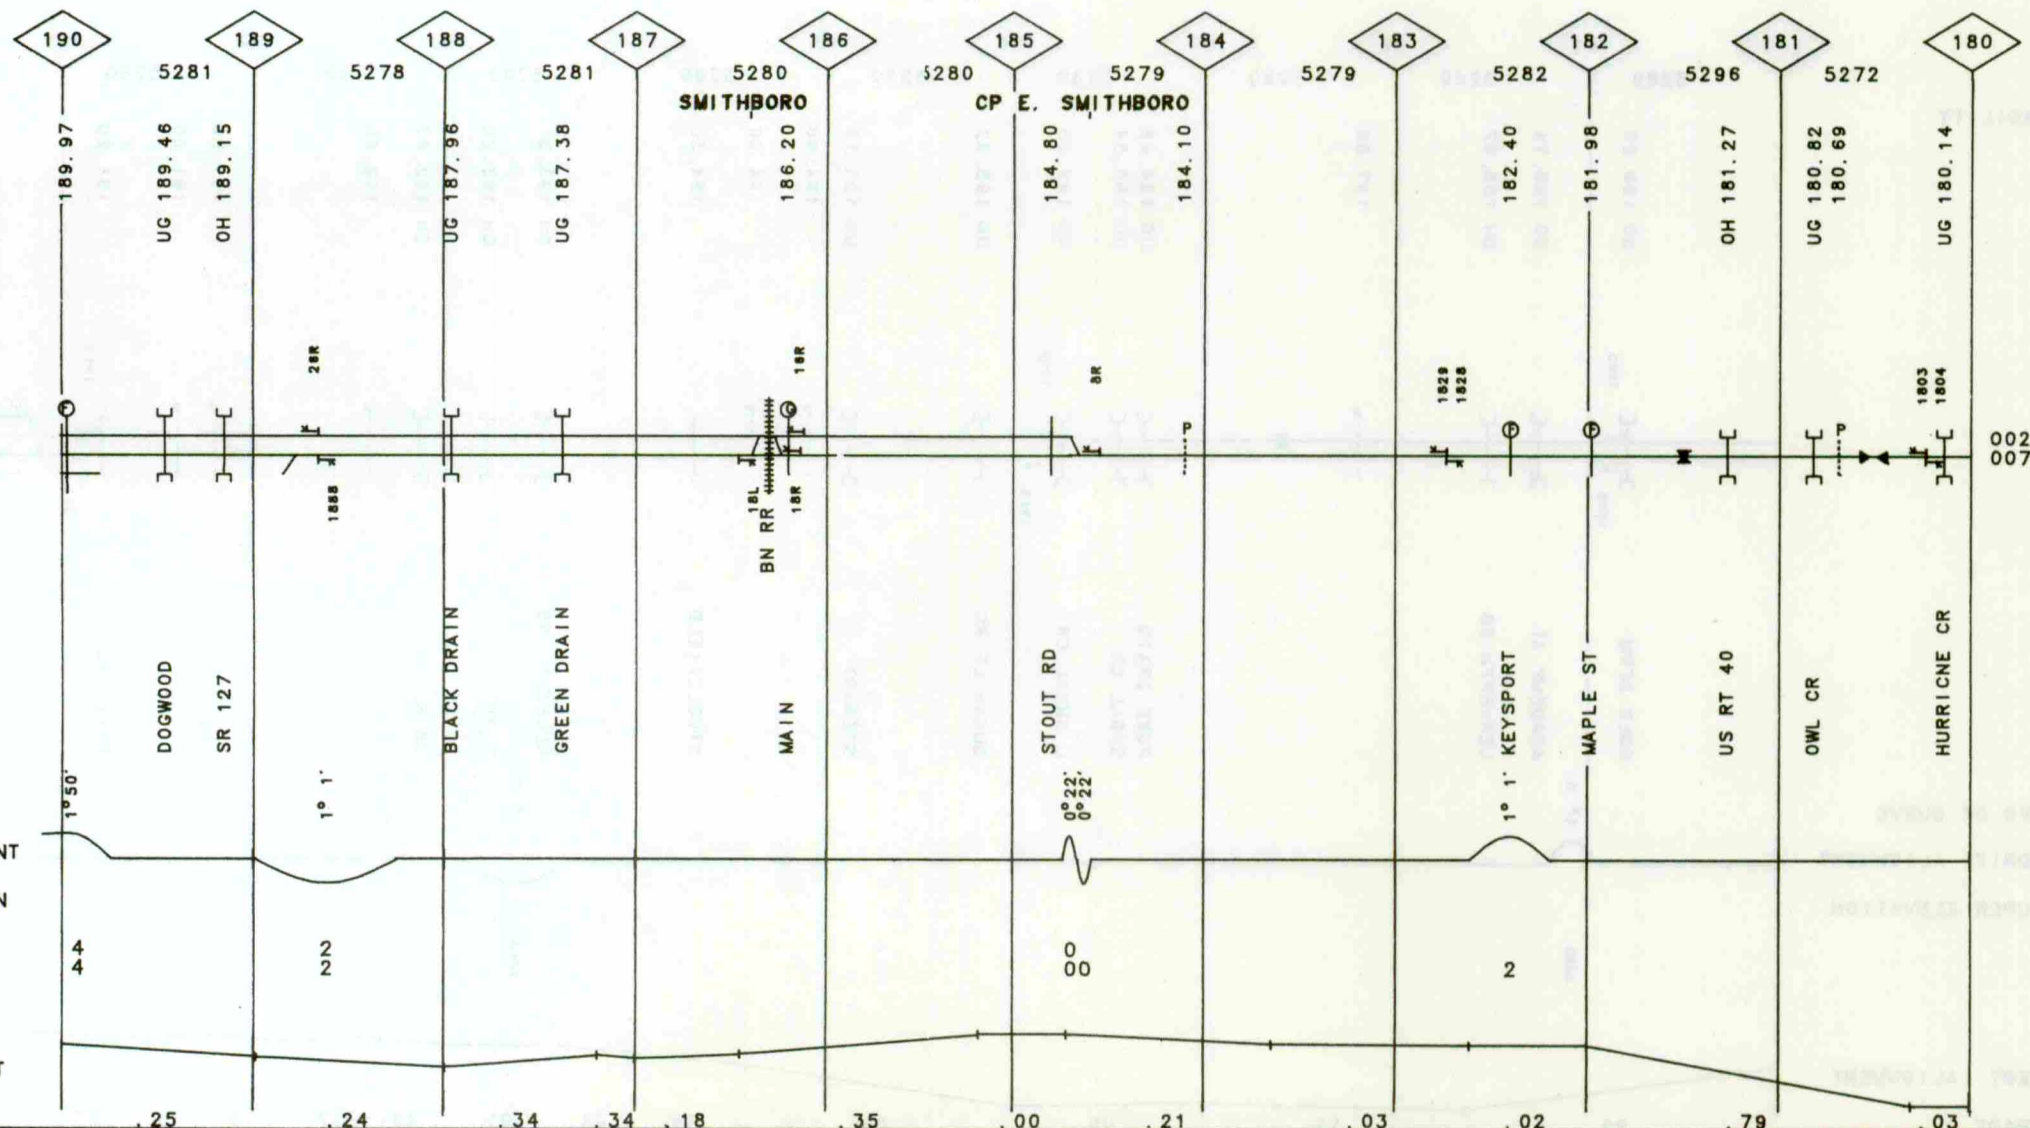 190 189 188 187 186 185 184 183 182 181 180
5281 5278 5281 5280 5280 5279 5279 5282 5296 5272
SMITHBORO CP E. SMITHBORO
189.97
UG 189.46
OH 189.15
UG 187.96
UG 187.38
186.20
184.80
184.10
182.40
181.98
OH 181.27
UG 180.82
180.69
UG 180.14
28R
18R
8R
1829
1828
1803
1804
P
P
002
007
1888
18L
BN RR
18R
DOGWOOD
SR 127
BLACK DRAIN
GREEN DRAIN
MAIN
STOUT RD
KEYSPORT
MAPLE ST
US RT 40
OWL CR
HURRICNE CR
1°50'
1° 1'
0°22'
0°22'
1° 1'
NT
4 2 0
4 2 00 2
.25 .24 .34 .34 .18 .35 .00 .21 .03 .02 .79 .03